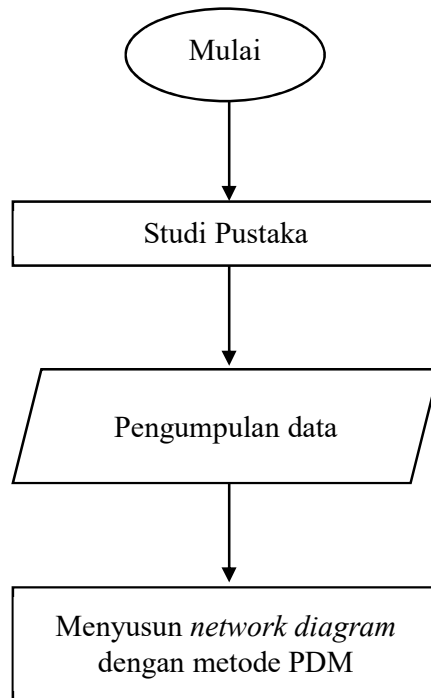 Mulai
Studi Pustaka
Pengumpulan data
Menyusun network diagram
dengan metode PDM